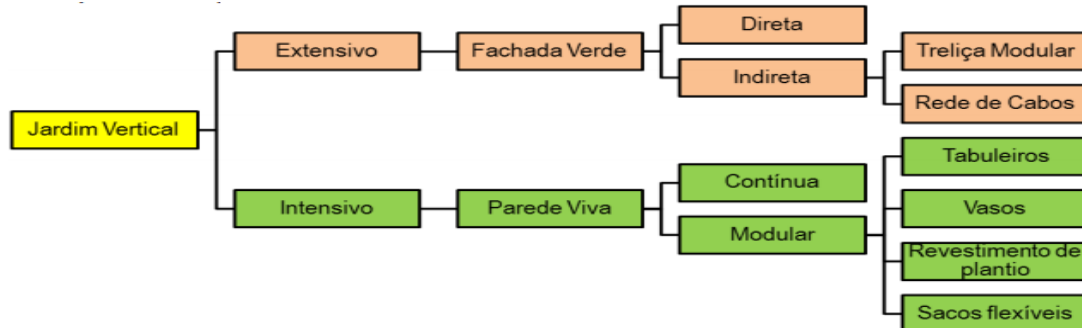 Direta
Extensivo
Fachada Verde
Treliça Modular
Indireta
Rede de Cabos
Jardim Vertical
Tabuleiros
Contínua
Intensivo
Parede Viva
Vasos
Modular
Revestimento de
plantio
Sacos flexíveis